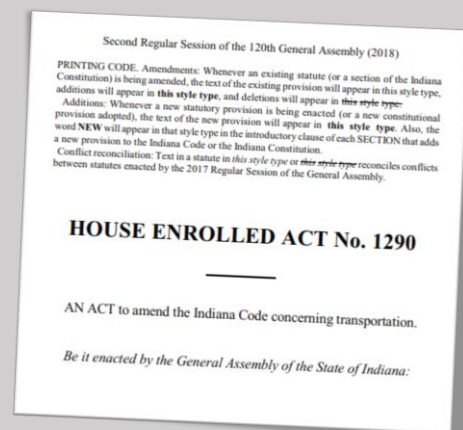 Second Regular Session of the 120th General Assembly (2018)
PRINTING CODE. Amendments: Whenever an existing statute (or a section of the Indiana
Constitution) is being amended, the text of the existing provision will appear in this style type,
additions will appear in this style type, and deletions will appear in this style type.
Additions: Whenever a new statutory provision is being enacted (or a new constitutional
provision adopted), the text of the new provision will appear in this style type. Also, the
word NEW will appear in that style type in the introductory clause of each SECTION that adds
a new provision to the Indiana Code or the Indiana Constitution.
Conflict reconciliation: Text in a statute in this style type or this style type reconciles conflicts
between statutes enacted by the 2017 Regular Session of the General Assembly.
HOUSE ENROLLED ACT No. 1290
AN ACT to amend the Indiana Code concerning transportation.
Be it enacted by the General Assembly of the State of Indiana: